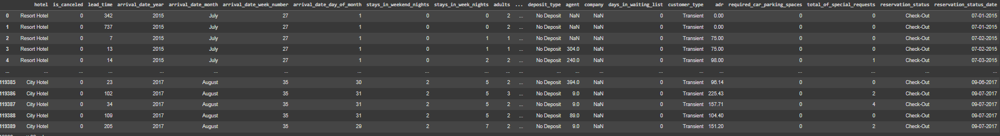 hotel is_canceled lead_time arrival_date_year arrival_date_month arrival_date_week_number arrival_date_day_of_month stays_in_weekend_nights stays_in_week_nights adults ... deposit_type agent company days_in_waiting_list customer_type adr required_car_parking_spaces total_of_special_requests reservation_status reservation_status_date
0 Resort Hotel 0 342 2015 July 27 1 0 0 2 ... No Deposit NaN NaN 0 Transient 0.00 0 0 Check-Out 07-01-2015
1 Resort Hotel 0 737 2015 July 27 1 0 0 2 ... No Deposit NaN NaN 0 Transient 0.00 0 0 Check-Out 07-01-2015
2 Resort Hotel 0 7 2015 July 27 1 0 1 1 ... No Deposit NaN NaN 0 Transient 75.00 0 0 Check-Out 07-02-2015
3 Resort Hotel 0 13 2015 July 27 1 0 1 1 ... No Deposit 304.0 NaN 0 Transient 75.00 0 0 Check-Out 07-02-2015
4 Resort Hotel 0 14 2015 July 27 1 0 2 2 ... No Deposit 240.0 NaN 0 Transient 98.00 0 1 Check-Out 07-03-2015
... ... ... ... ... ... ... ... ... ... ... ... ... ... ... ... ... ... ... ... ... ...
119385 City Hotel 0 23 2017 August 35 30 2 5 2 ... No Deposit 394.0 NaN 0 Transient 96.14 0 0 Check-Out 09-06-2017
119386 City Hotel 0 102 2017 August 35 31 2 5 3 ... No Deposit 9.0 NaN 0 Transient 225.43 0 2 Check-Out 09-07-2017
119387 City Hotel 0 34 2017 August 35 31 2 5 2 ... No Deposit 9.0 NaN 0 Transient 157.71 0 4 Check-Out 09-07-2017
119388 City Hotel 0 109 2017 August 35 31 2 5 2 ... No Deposit 89.0 NaN 0 Transient 104.40 0 0 Check-Out 09-07-2017
119389 City Hotel 0 205 2017 August 35 29 2 7 2 ... No Deposit 9.0 NaN 0 Transient 151.20 0 2 Check-Out 09-07-2017